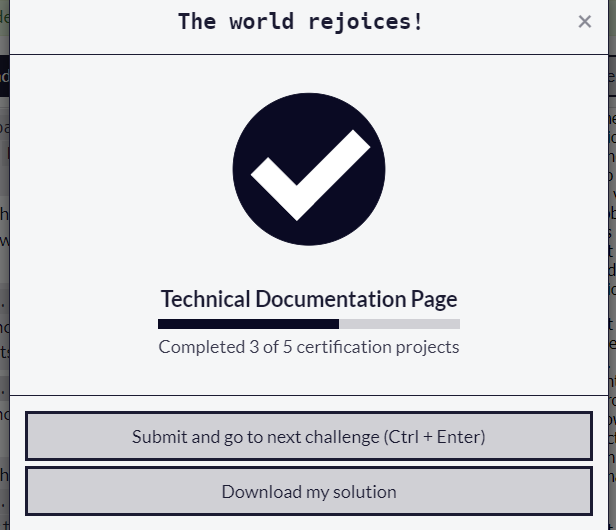 The world rejoices!
×
Technical Documentation Page
Completed 3 of 5 certification projects
Submit and go to next challenge (Ctrl + Enter)
Download my solution